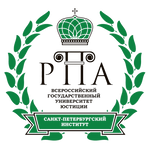 РПА
ВСЕРОССИЙСКИЙ
ГОСУДАРСТВЕННЫЙ
УНИВЕРСИТЕТ
ЮСТИЦИИ
САНКТ-ПЕТЕРБУРГСКИЙ
ИНСТИТУТ